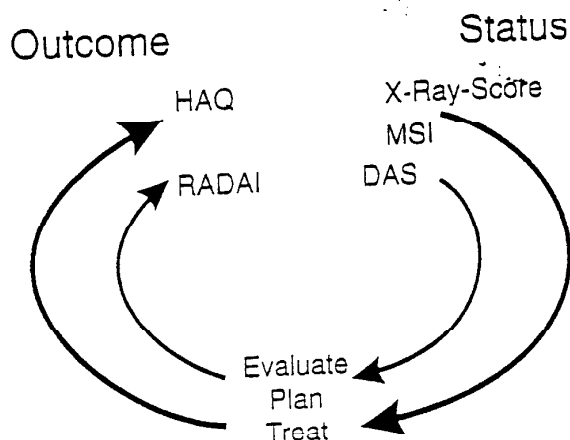 Outcome
Status
HAQ
X-Ray-Score
MSI
RADAI
DAS
Evaluate
Plan
Treat